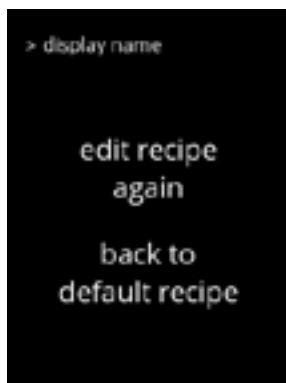 > display name
edit recipe
again
back to
default recipe